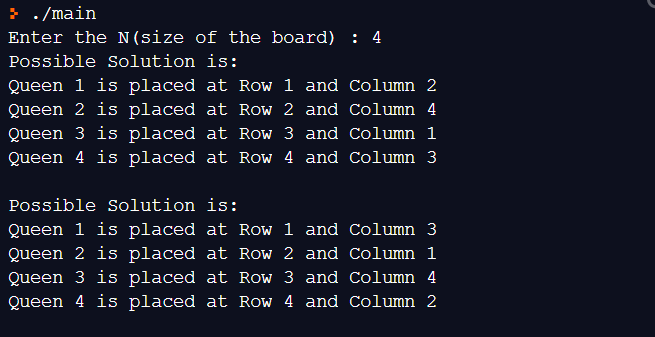 ./main
Enter the N(size of the board) : 4
Possible Solution is:
Queen 1 is placed at Row 1 and Column 2
Queen 2 is placed at Row 2 and Column 4
Queen 3 is placed at Row 3 and Column 1
Queen 4 is placed at Row 4 and Column 3

Possible Solution is:
Queen 1 is placed at Row 1 and Column 3
Queen 2 is placed at Row 2 and Column 1
Queen 3 is placed at Row 3 and Column 4
Queen 4 is placed at Row 4 and Column 2